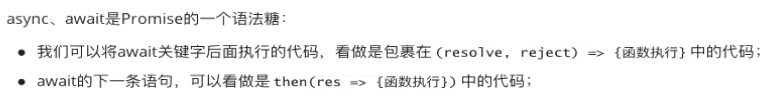 async、await是Promise的一个语法糖：
● 我们可以将await关键字后面执行的代码，看做是包裹在 (resolve, reject) => {函数执行} 中的代码；
● await的下一条语句，可以看做是 then(res => {函数执行}) 中的代码；